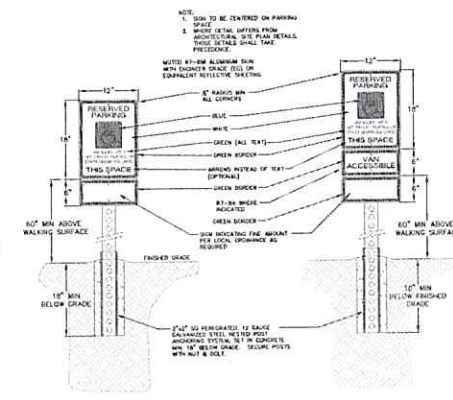 NOTE:
1. SIGN TO BE CENTERED ON PARKING
SPACE
2. WHERE DETAIL DIFFERS FROM
ARCHITECTURAL SITE PLAN DETAILS,
THOSE DETAILS SHALL TAKE
PRECEDENCE.
MUTCD R7-8M ALUMINUM SIGN
WITH ENGINEER GRADE (EG) OR
EQUIVALENT REFLECTIVE SHEETING
12"
12"
RADIUS MIN
ALL CORNERS
RESERVED
PARKING
THIS SPACE
RESERVED
PARKING
THIS SPACE
VAN
ACCESSIBLE
BLUE
WHITE
GREEN (ALL TEXT)
GREEN BORDER
ARROWS INSTEAD OF TEXT
(OPTIONAL)
GREEN BORDER
R7-8A WHERE
INDICATED
GREEN BORDER
SIGN INDICATING FINE AMOUNT
PER LOCAL ORDINANCE AS
REQUIRED
18"
6"
18"
6"
6"
60" MIN ABOVE
WALKING SURFACE
60" MIN ABOVE
WALKING SURFACE
FINISHED GRADE
18" MIN
BELOW GRADE
18" MIN
BELOW FINISHED
GRADE
2"x2" SQ PERFORATED, 12 GAUGE
GALVANIZED STEEL NESTED POST
ANCHORING SYSTEM, SET IN CONCRETE
MIN. 18" BELOW GRADE. SECURE POSTS
WITH NUT & BOLT.